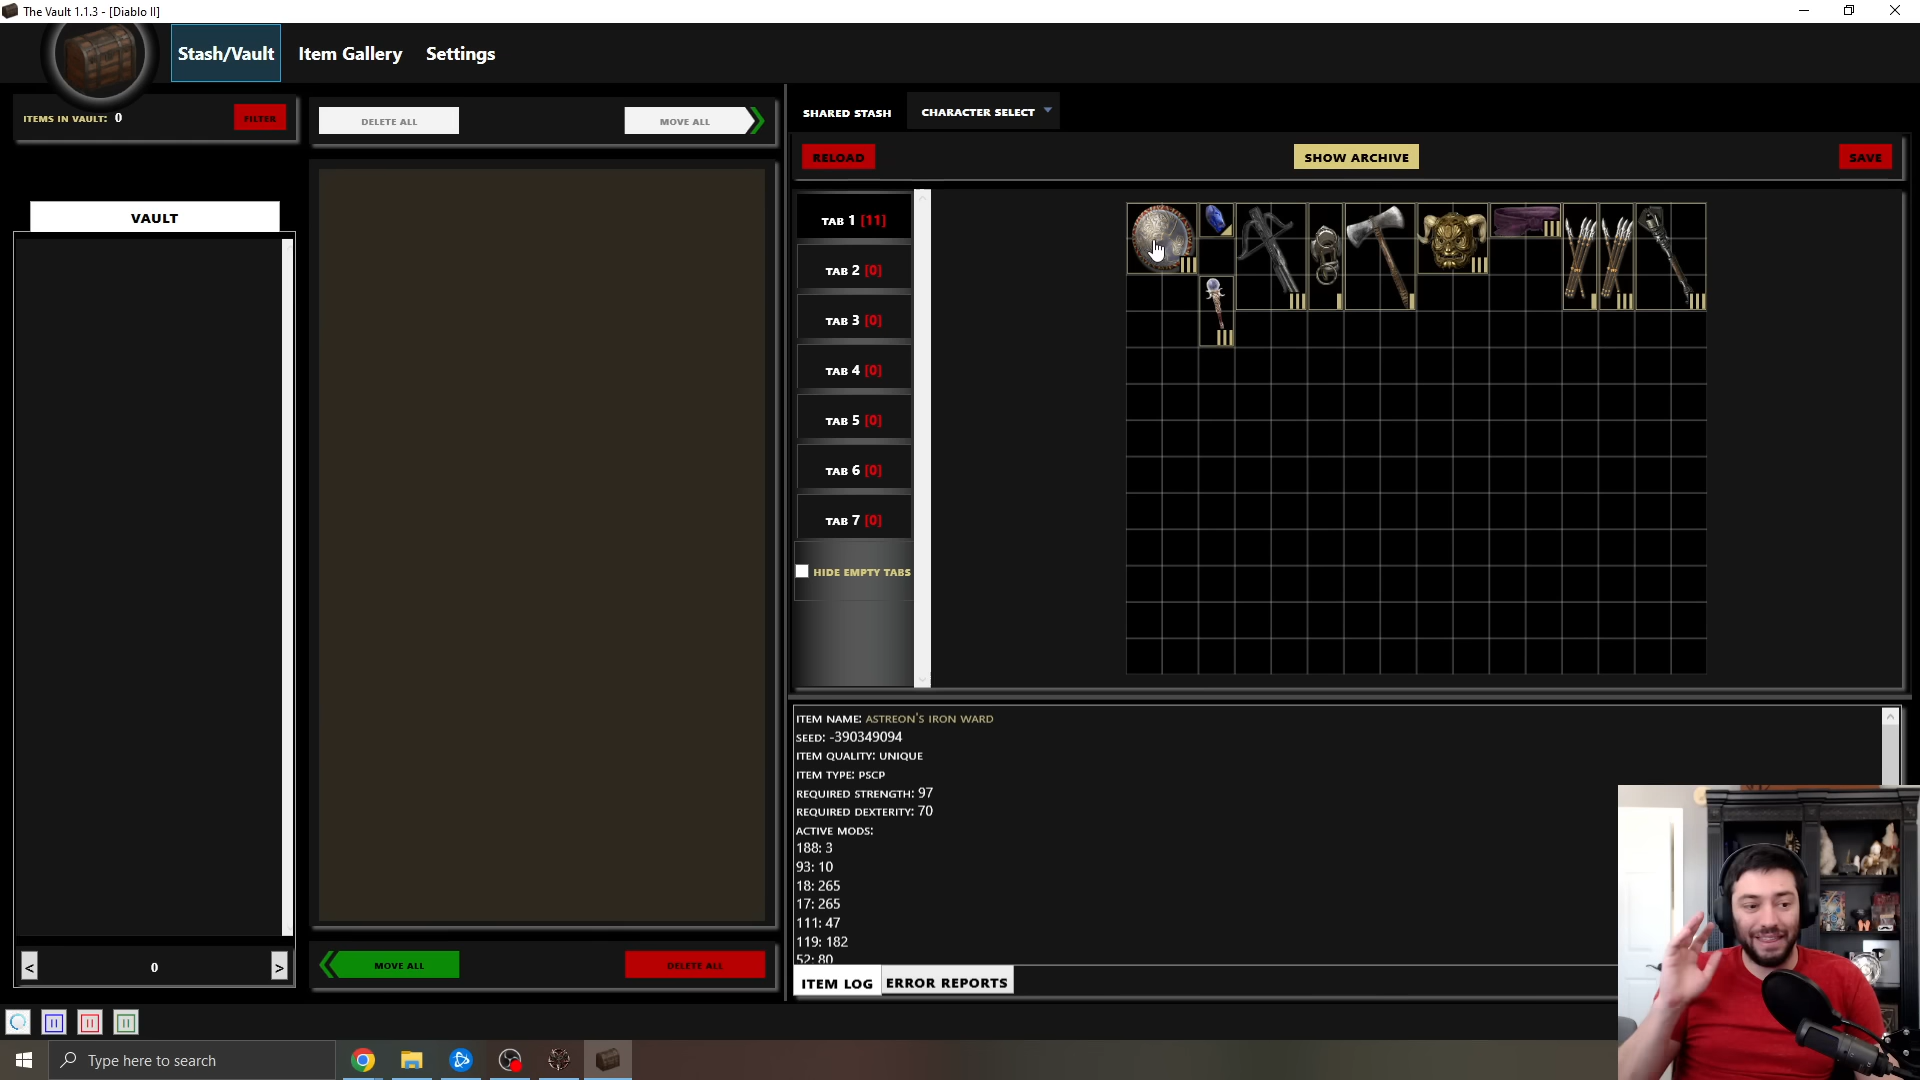 The Vault 1.1.3 - [Diablo II]
Stash/Vault
Item Gallery
Settings
ITEMS IN VAULT: 0
FILTER
DELETE ALL
MOVE ALL
SHARED STASH
CHARACTER SELECT
RELOAD
SHOW ARCHIVE
SAVE
VAULT
TAB 1 [11]
TAB 2 [0]
TAB 3 [0]
TAB 4 [0]
TAB 5 [0]
TAB 6 [0]
TAB 7 [0]
HIDE EMPTY TABS
ITEM NAME: ASTREON'S IRON WARD
SEED: -390349094
ITEM QUALITY: UNIQUE
ITEM TYPE: PSCP
REQUIRED STRENGTH: 97
REQUIRED DEXTERITY: 70
ACTIVE MODS:
188: 3
93: 10
18: 265
17: 265
111: 47
119: 182
52: 80
<
0
>
MOVE ALL
DELETE ALL
ITEM LOG
ERROR REPORTS
Type here to search